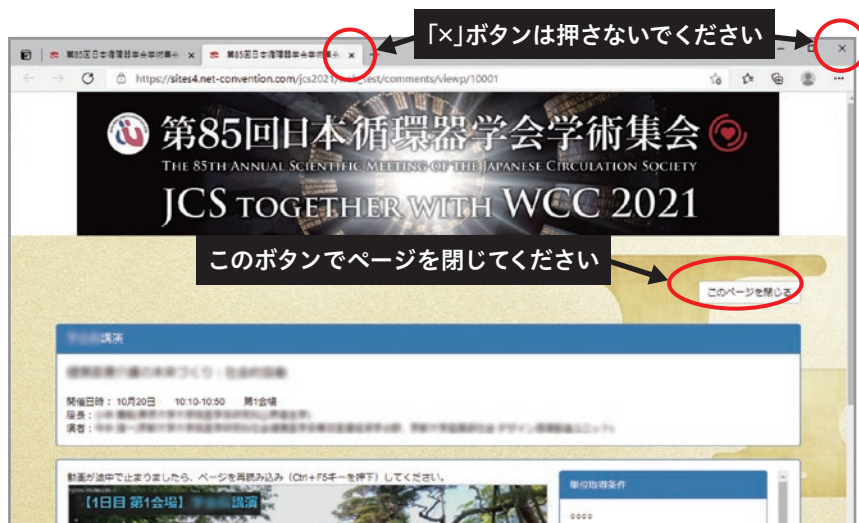 「×」ボタンは押さないでください
第85回日本循環器学会学術集会 第85回日本循環器学会学術集会
https://sites4.net-convention.com/jcs2021/web_test/comments/viewp/10001
第85回日本循環器学会学術集会
THE 85TH ANNUAL SCIENTIFIC MEETING OF THE JAPANESE CIRCULATION SOCIETY
JCS TOGETHER WITH WCC 2021
このボタンでページを閉じてください
このページを閉じる
講演
開催日時: 10月20日 10:10-10:50 第1会場
座長:
演者:
動画が途中で止まりましたら、ページを再読み込み(Ctrl+F5キーを押下)してください。
単位取得条件
【1日目 第1会場】 講演
○○○○